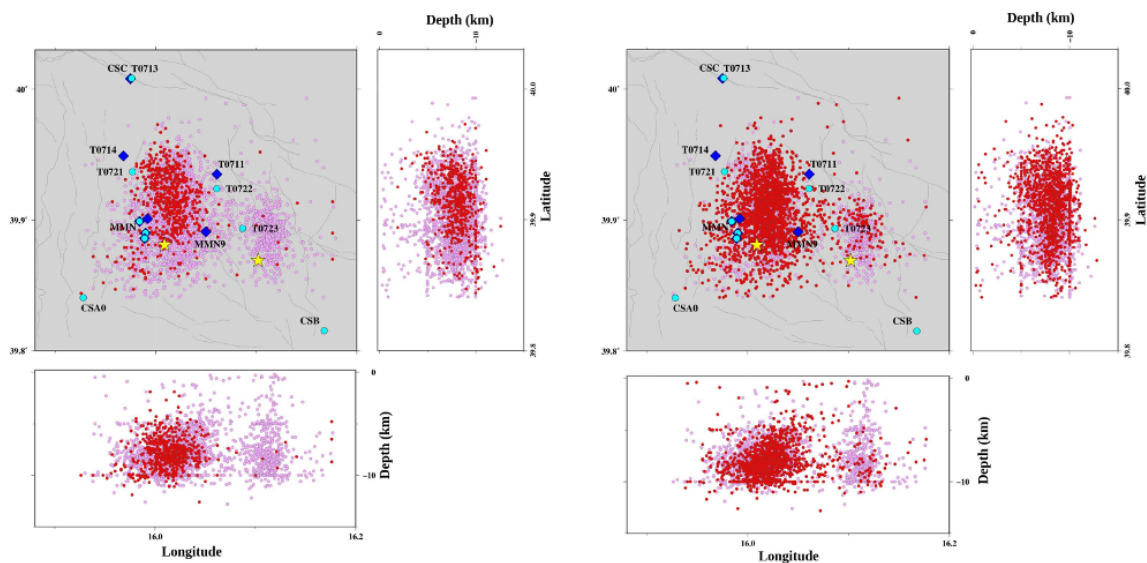 Depth (km)
0
-10
CSC T0713
40˚
T0714
T0721
T0711
T0722
39.9
MMN
T0723
MMN9
CSA0
CSB
39.8˚
40.0
Latitude
39.9
39.8
0
Depth (km)
-10
16.0
16.2
Longitude
Depth (km)
0
-10
CSC T0713
40˚
T0714
T0721
T0711
T0722
39.9˚
MMN
T0723
MMN9
CSA0
CSB
39.8˚
40.0
Latitude
39.9
39.8
0
Depth (km)
-10
16.0
16.2
Longitude